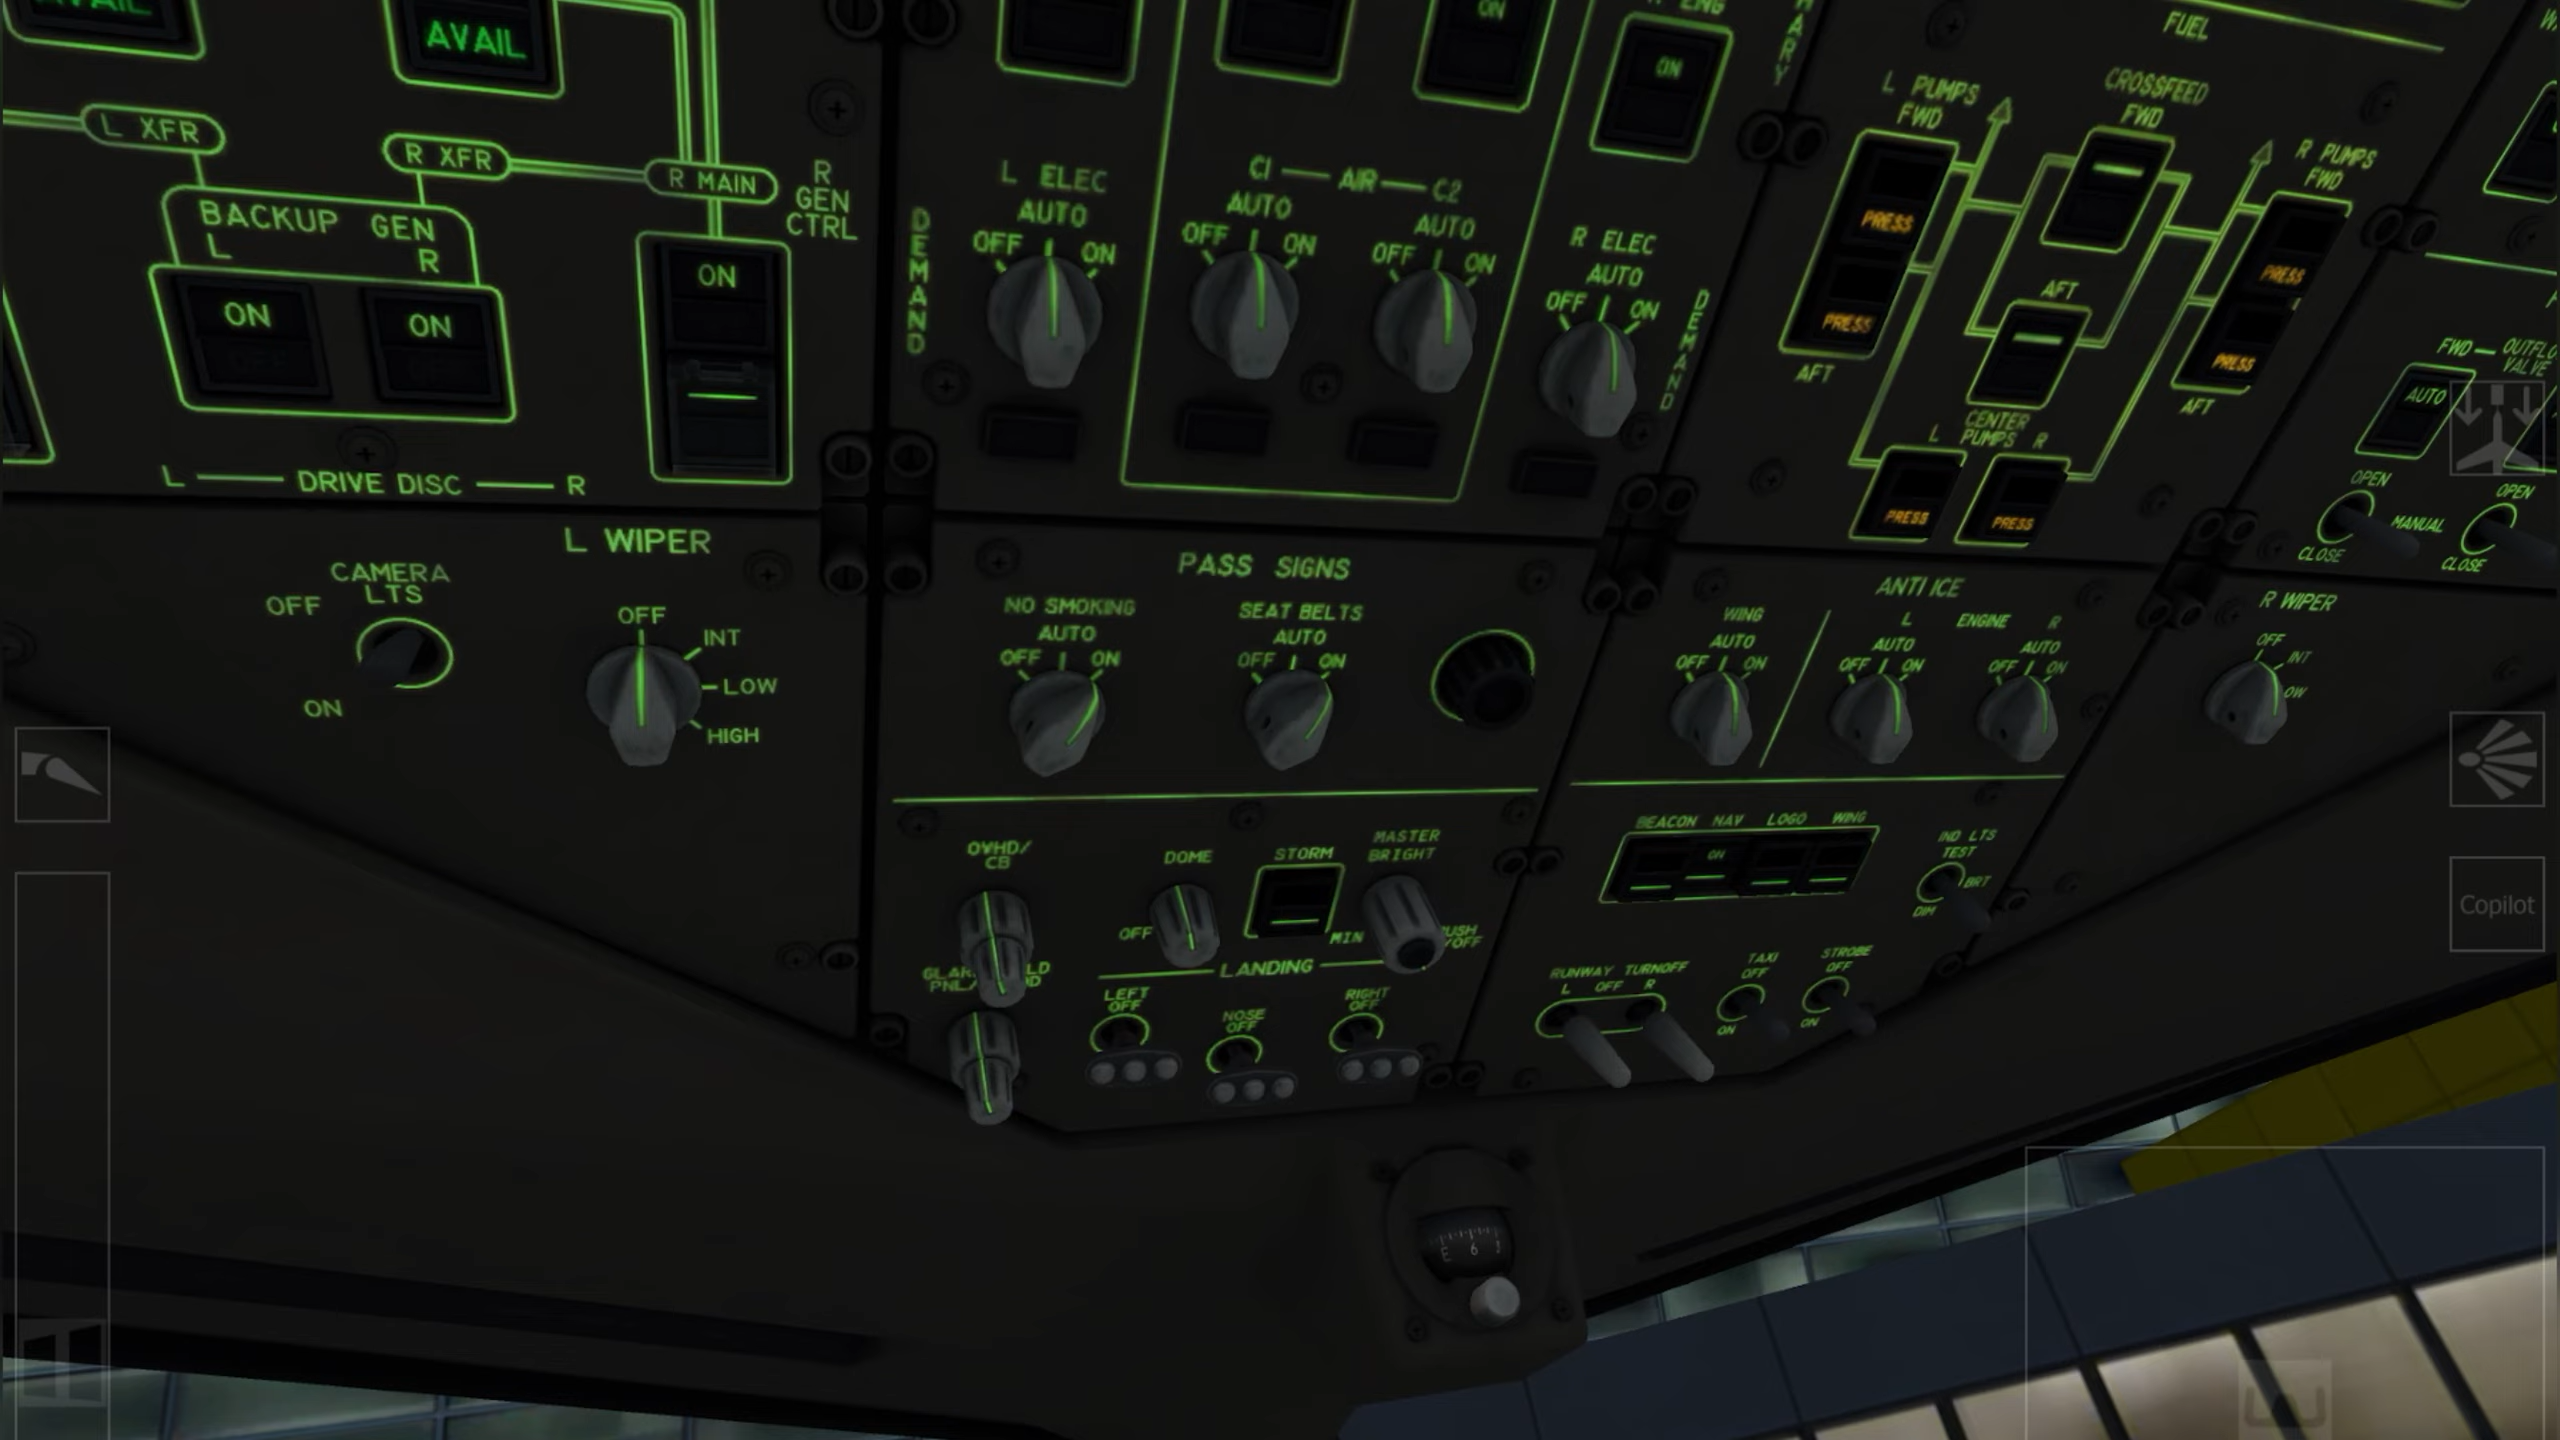 AVAIL
AVAIL
L XFR
R XFR
R MAIN
R
GEN
CTRL
BACKUP GEN
L R
ON
ON
ON
L DRIVE DISC R
ON
ENG
ON
DEMAND
L ELEC
AUTO
OFF ON
C1 AIR C2
AUTO
OFF ON
AUTO
OFF ON
R ELEC
AUTO
OFF ON
DEMAND
FUEL
L PUMPS
FWD
PRESS
PRESS
AFT
CROSSFEED
FWD
AFT
R PUMPS
FWD
PRESS
PRESS
AFT
CENTER
L PUMPS R
PRESS
PRESS
FWD
VALVE
AUTO
OPEN
MANUAL
CLOSE
OPEN
CLOSE
CAMERA
LTS
OFF
ON
L WIPER
OFF
INT
LOW
HIGH
PASS SIGNS
NO SMOKING
AUTO
OFF ON
SEAT BELTS
AUTO
OFF ON
ANTI ICE
WING
AUTO
OFF ON
L ENGINE R
AUTO
OFF ON
AUTO
OFF ON
R WIPER
OFF
INT
OVHD/
CB
DOME
OFF
STORM
MASTER
BRIGHT
MIN
LANDING
LEFT
OFF
NOSE
OFF
RIGHT
OFF
BEACON NAV LOGO WING
ON
IND LTS
TEST
BRT
DIM
RUNWAY TURNOFF
L OFF R
TAXI
OFF
ON
STROBE
OFF
ON
E 6
Copilot